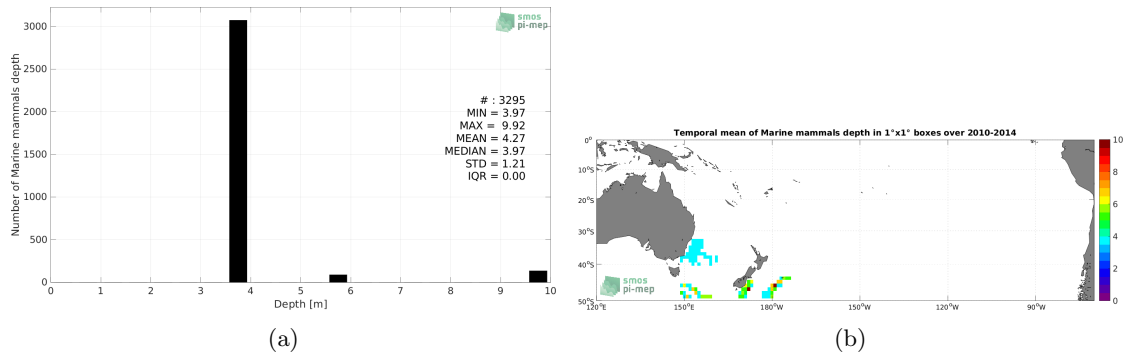 smos
pi-mep
3000
2500
2000
1500
1000
500
0
Number of Marine mammals depth
# : 3295
MIN = 3.97
MAX = 9.92
MEAN = 4.27
MEDIAN = 3.97
STD = 1.21
IQR = 0.00
0 1 2 3 4 5 6 7 8 9 10
Depth [m]
(a)
Temporal mean of Marine mammals depth in 1°x1° boxes over 2010-2014
0°
10°S
20°S
30°S
40°S
50°S
120°E 150°E 180°W 150°W 120°W 90°W
10
8
6
4
2
0
smos
pi-mep
(b)